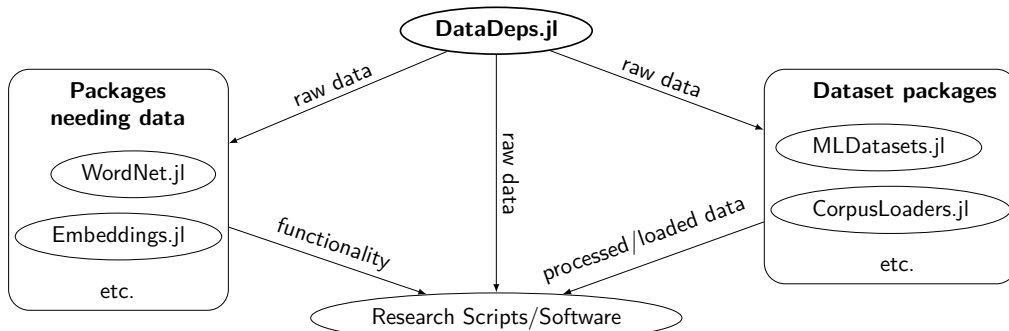 DataDeps.jl
raw data
raw data
raw data
Packages
needing data
WordNet.jl
Embeddings.jl
etc.
Dataset packages
MLDatasets.jl
CorpusLoaders.jl
etc.
functionality
processed/loaded data
Research Scripts/Software